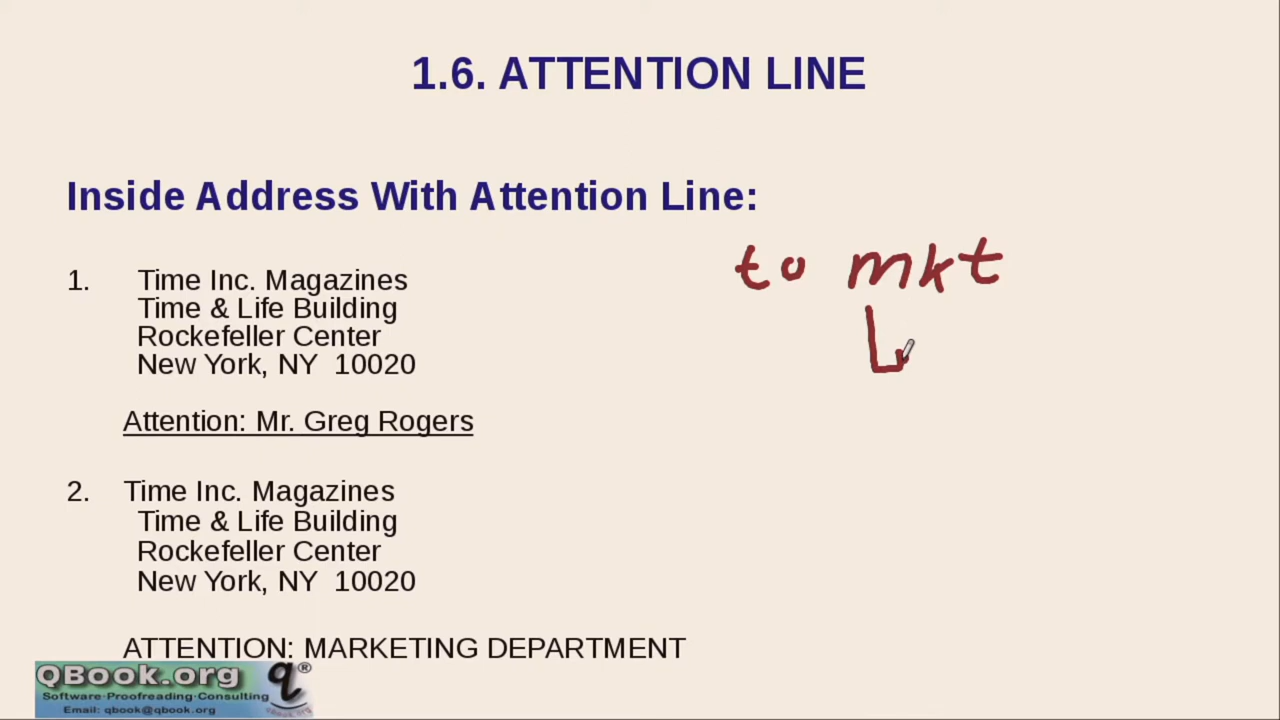 1.6. ATTENTION LINE
Inside Address With Attention Line:
to mkt
1. Time Inc. Magazines
Time & Life Building
Rockefeller Center
New York, NY 10020
Attention: Mr. Greg Rogers
2. Time Inc. Magazines
Time & Life Building
Rockefeller Center
New York, NY 10020
ATTENTION: MARKETING DEPARTMENT
QBook.org q®
Software·Proofreading·Consulting
Email: qbook@qbook.org